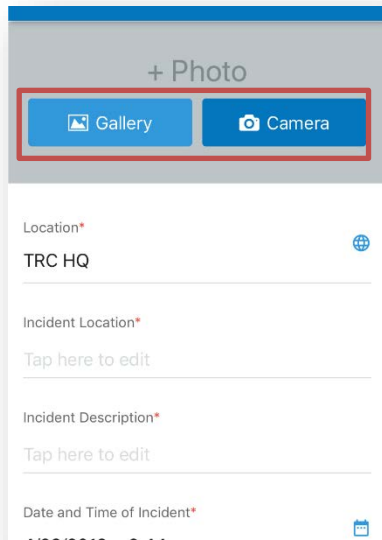 + Photo
Gallery
Camera
Location*
TRC HQ
Incident Location*
Tap here to edit
Incident Description*
Tap here to edit
Date and Time of Incident*